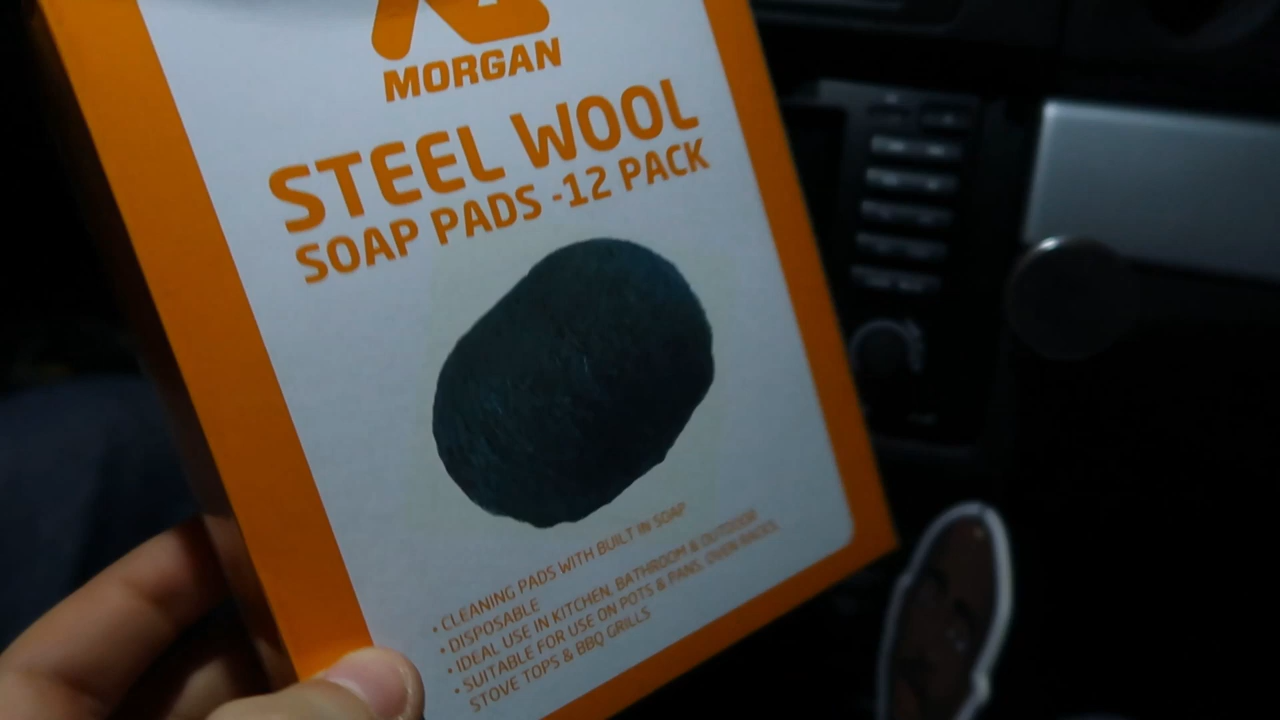 MORGAN
STEEL WOOL
SOAP PADS -12 PACK
• CLEANING PADS WITH BUILT IN SOAP
• DISPOSABLE
• IDEAL USE IN KITCHEN, BATHROOM & OUTDOOR
• SUITABLE FOR USE ON POTS & PANS, OVEN RACKS,
STOVE TOPS & BBQ GRILLS